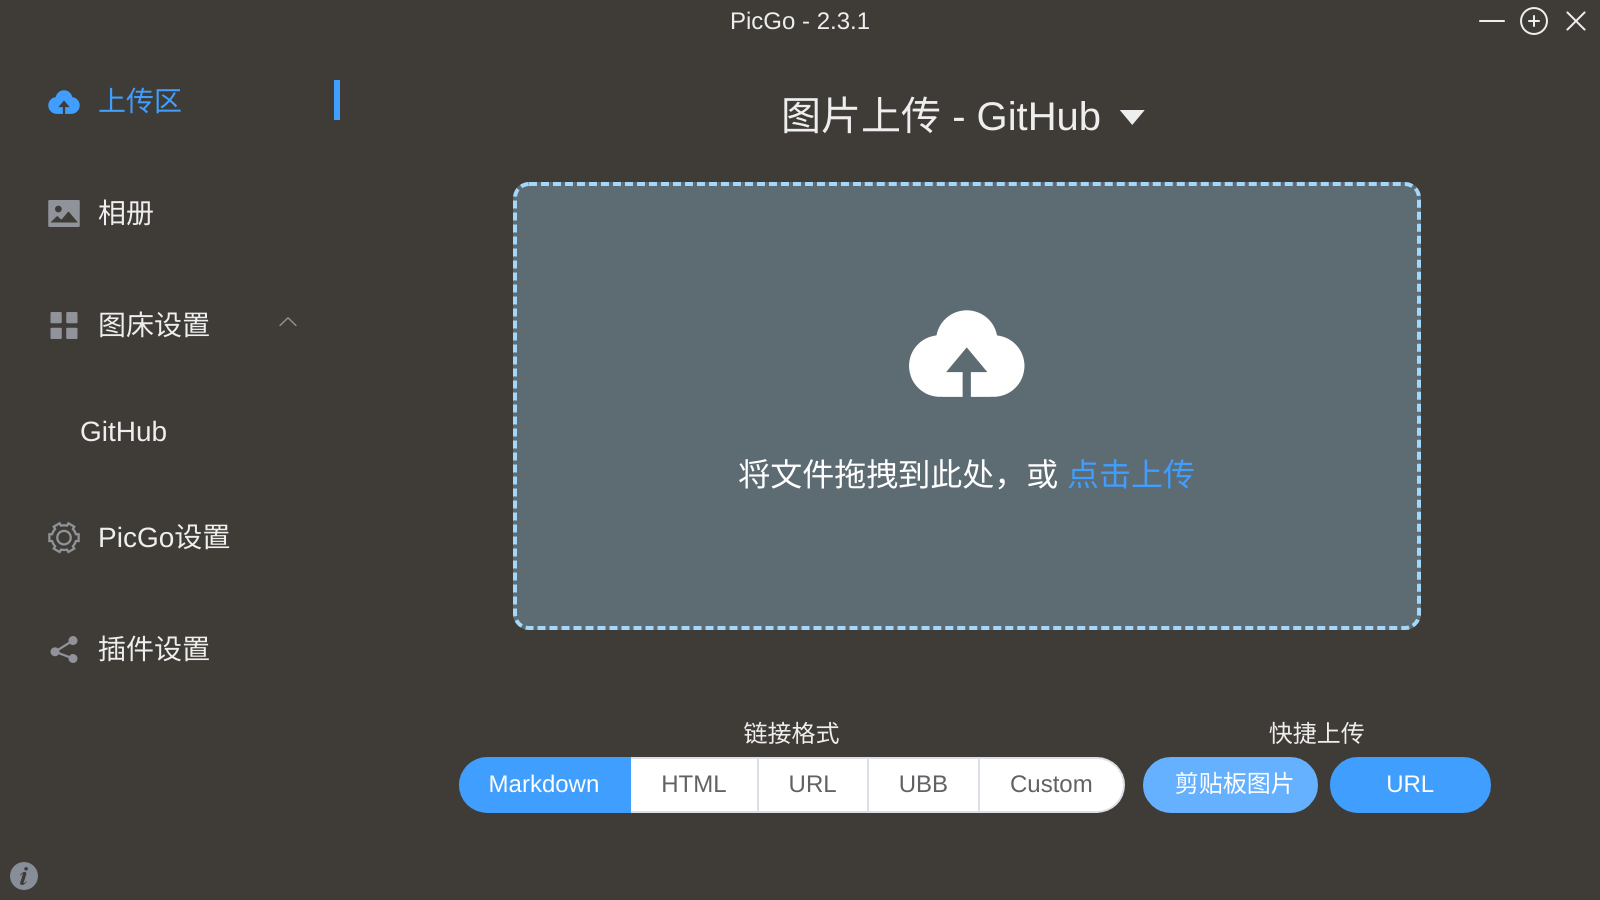 PicGo - 2.3.1
上传区
相册
图床设置
GitHub
PicGo设置
插件设置
图片上传 - GitHub
将文件拖拽到此处，或 点击上传
链接格式
Markdown HTML URL UBB Custom
快捷上传
剪贴板图片 URL